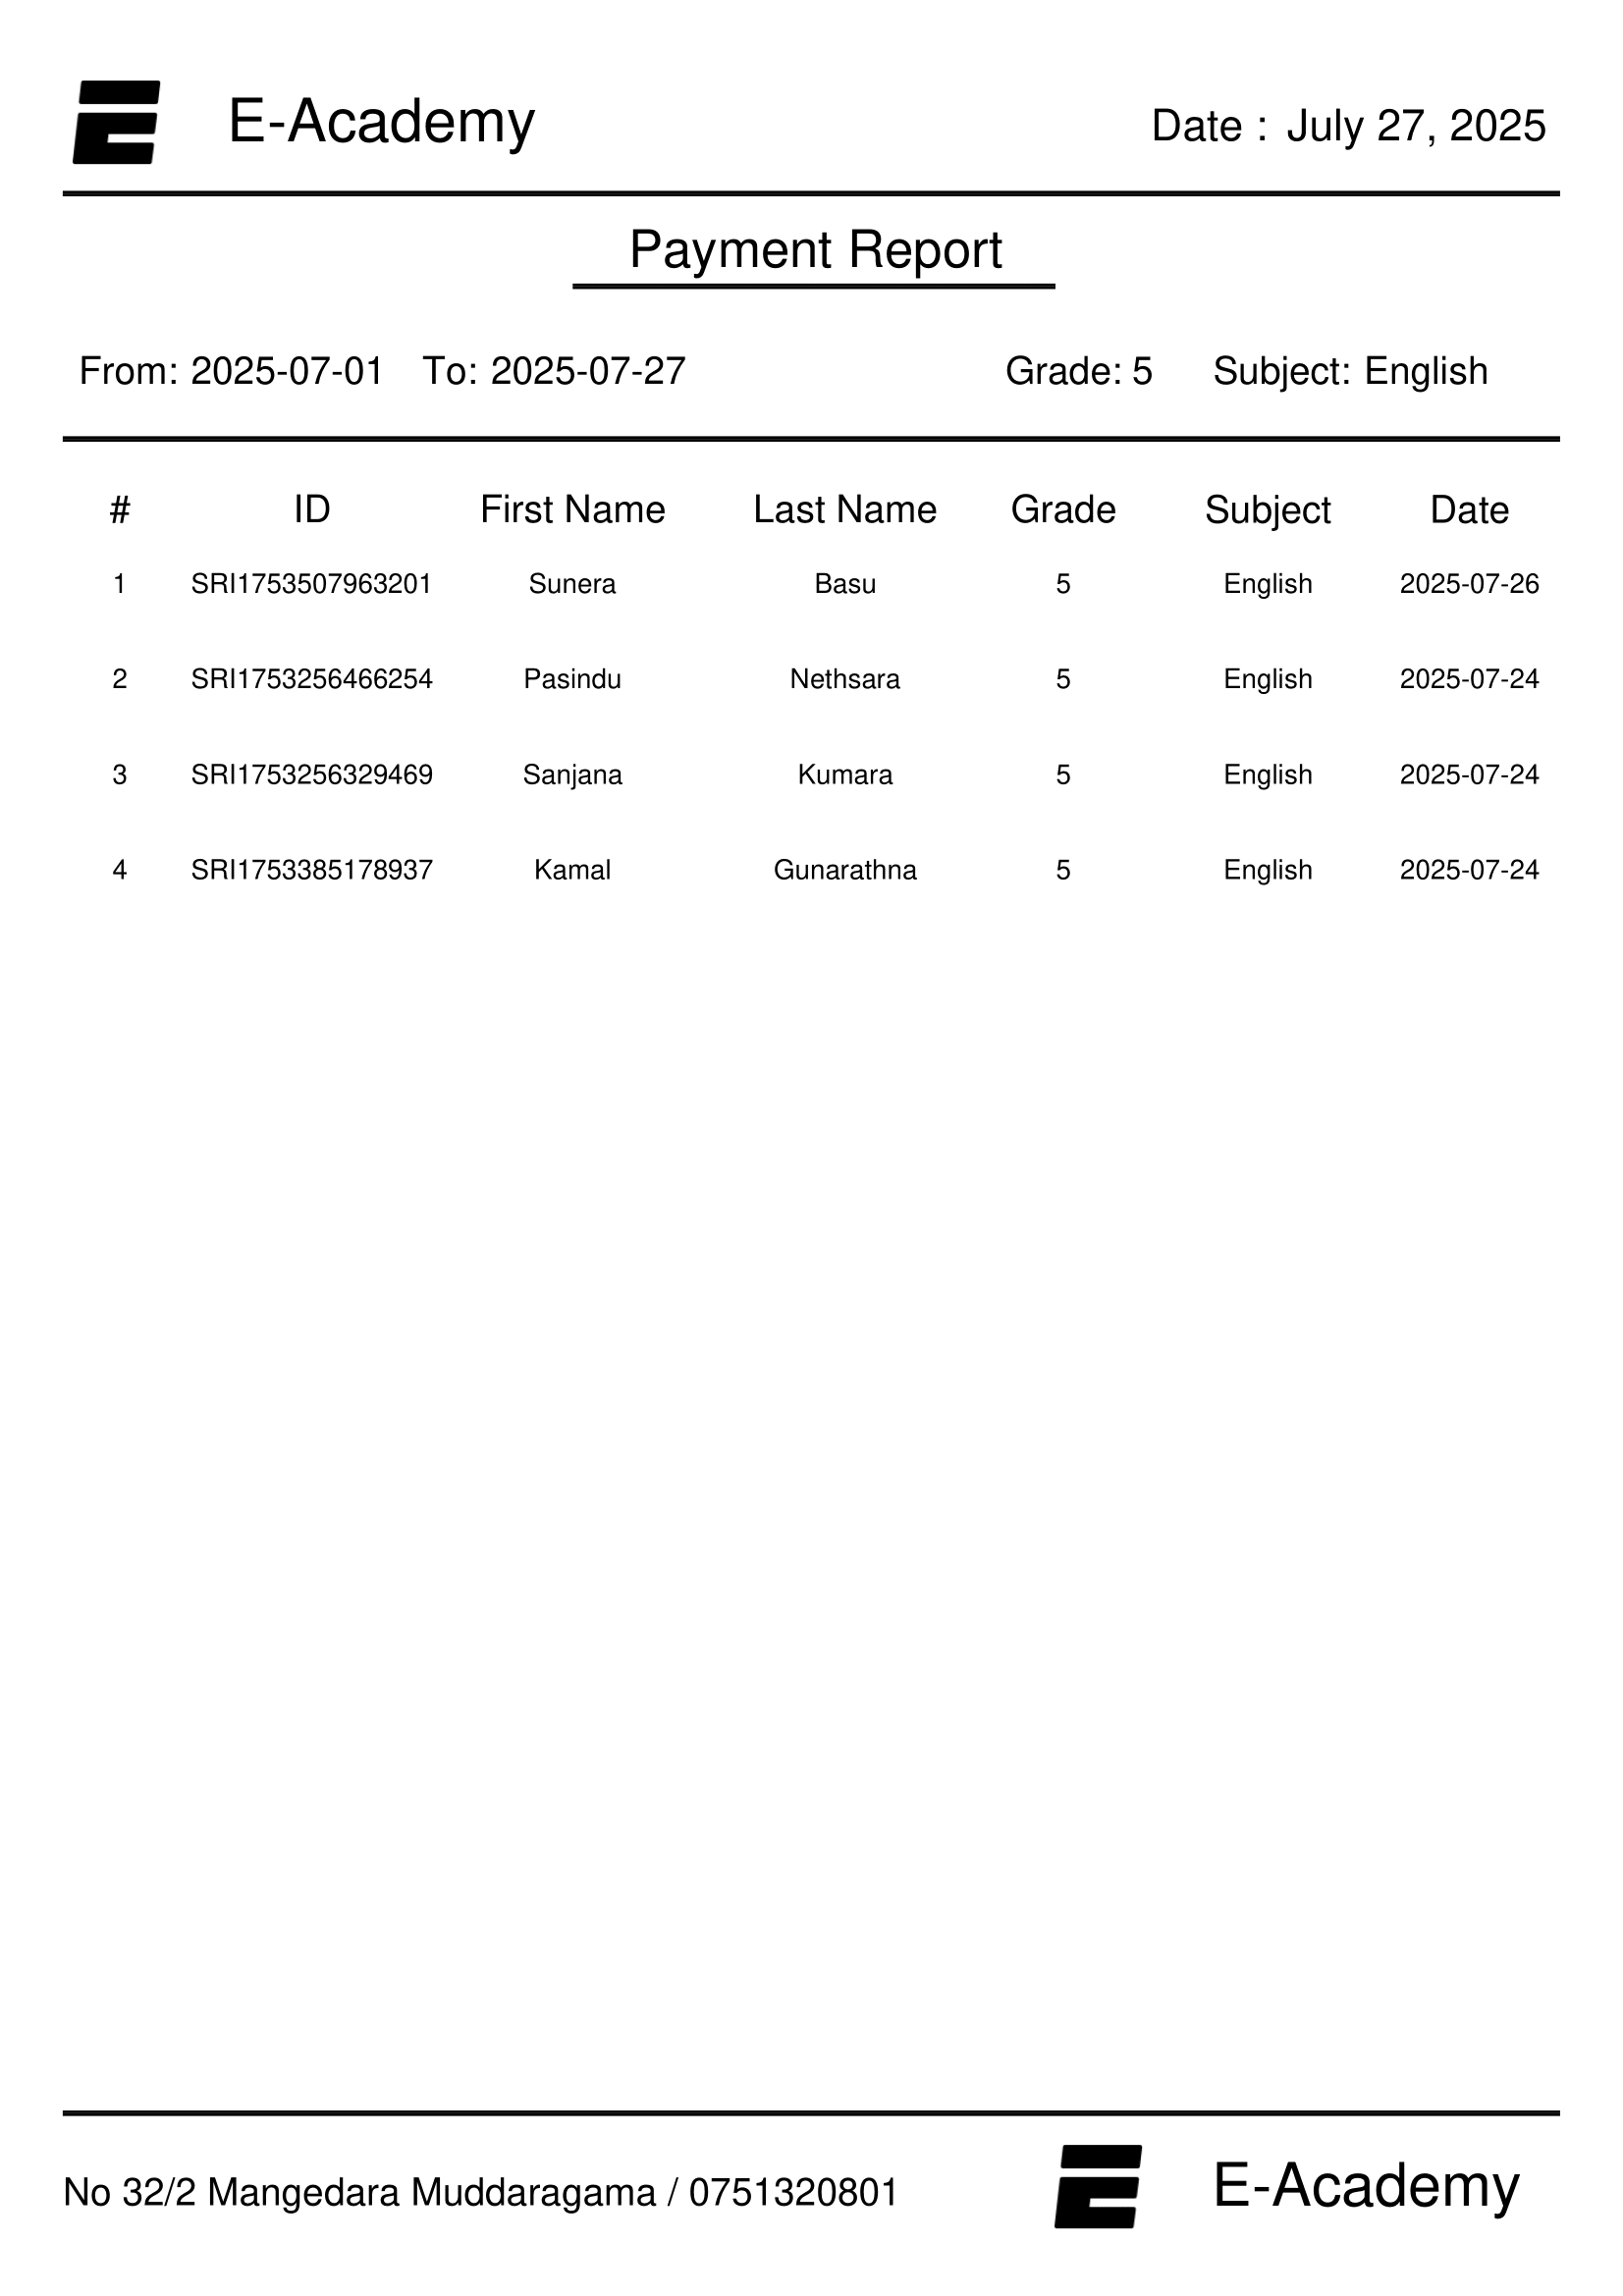 E-Academy Date : July 27, 2025
Payment Report
From: 2025-07-01 To: 2025-07-27 Grade: 5 Subject: English
# ID First Name Last Name Grade Subject Date
1 SRI1753507963201 Sunera Basu 5 English 2025-07-26
2 SRI1753256466254 Pasindu Nethsara 5 English 2025-07-24
3 SRI1753256329469 Sanjana Kumara 5 English 2025-07-24
4 SRI1753385178937 Kamal Gunarathna 5 English 2025-07-24
No 32/2 Mangedara Muddaragama / 0751320801 E-Academy